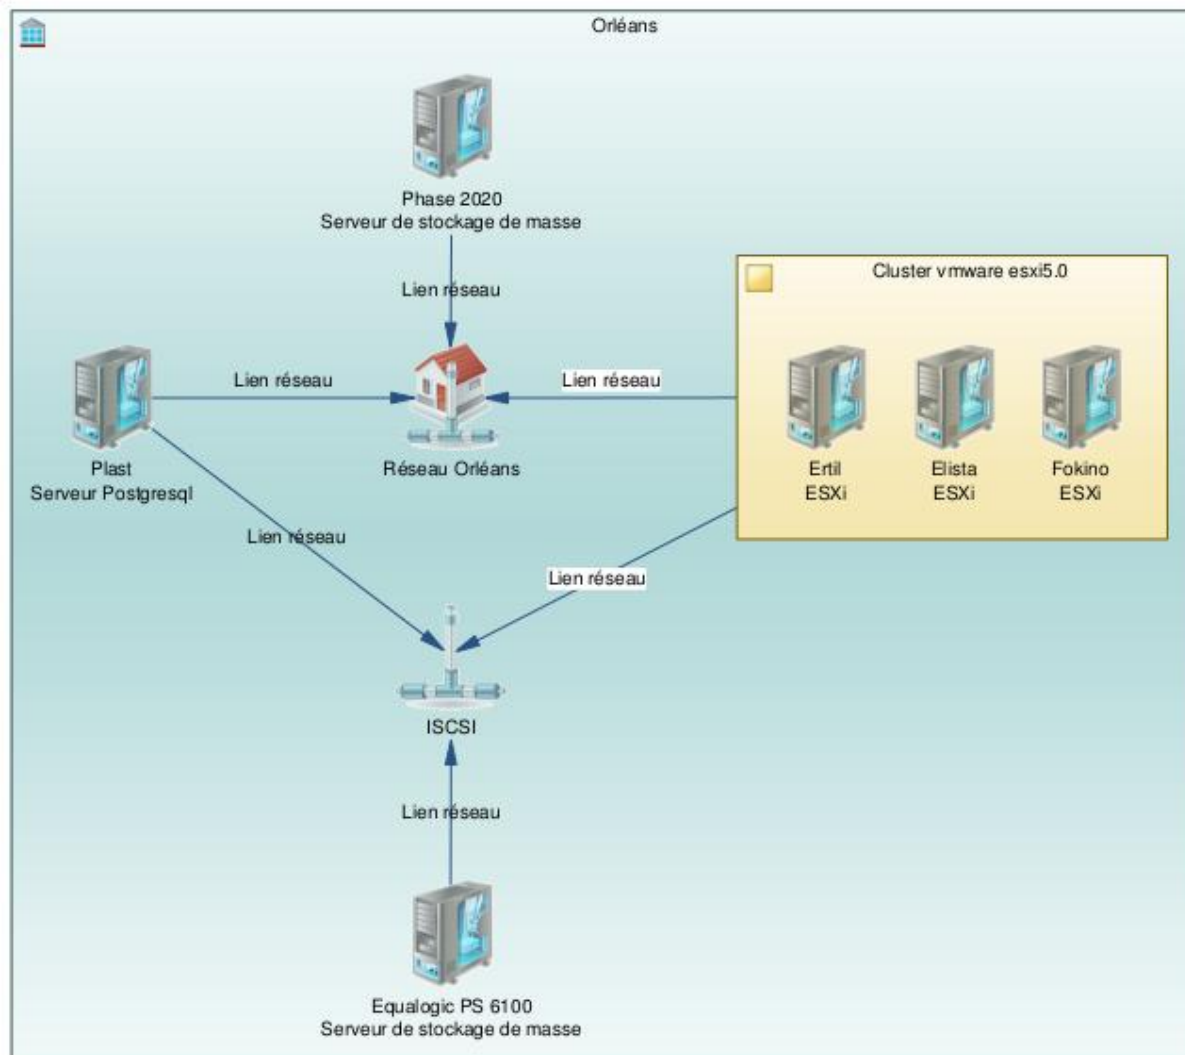 Orléans
Phase 2020
Serveur de stockage de masse
Lien réseau
Cluster vmware esxi5.0
Lien réseau
Lien réseau
Plast
Serveur Postgresql
Réseau Orléans
Ertil
ESXi
Elista
ESXi
Fokino
ESXi
Lien réseau
Lien réseau
ISCSI
Lien réseau
Equalogic PS 6100
Serveur de stockage de masse